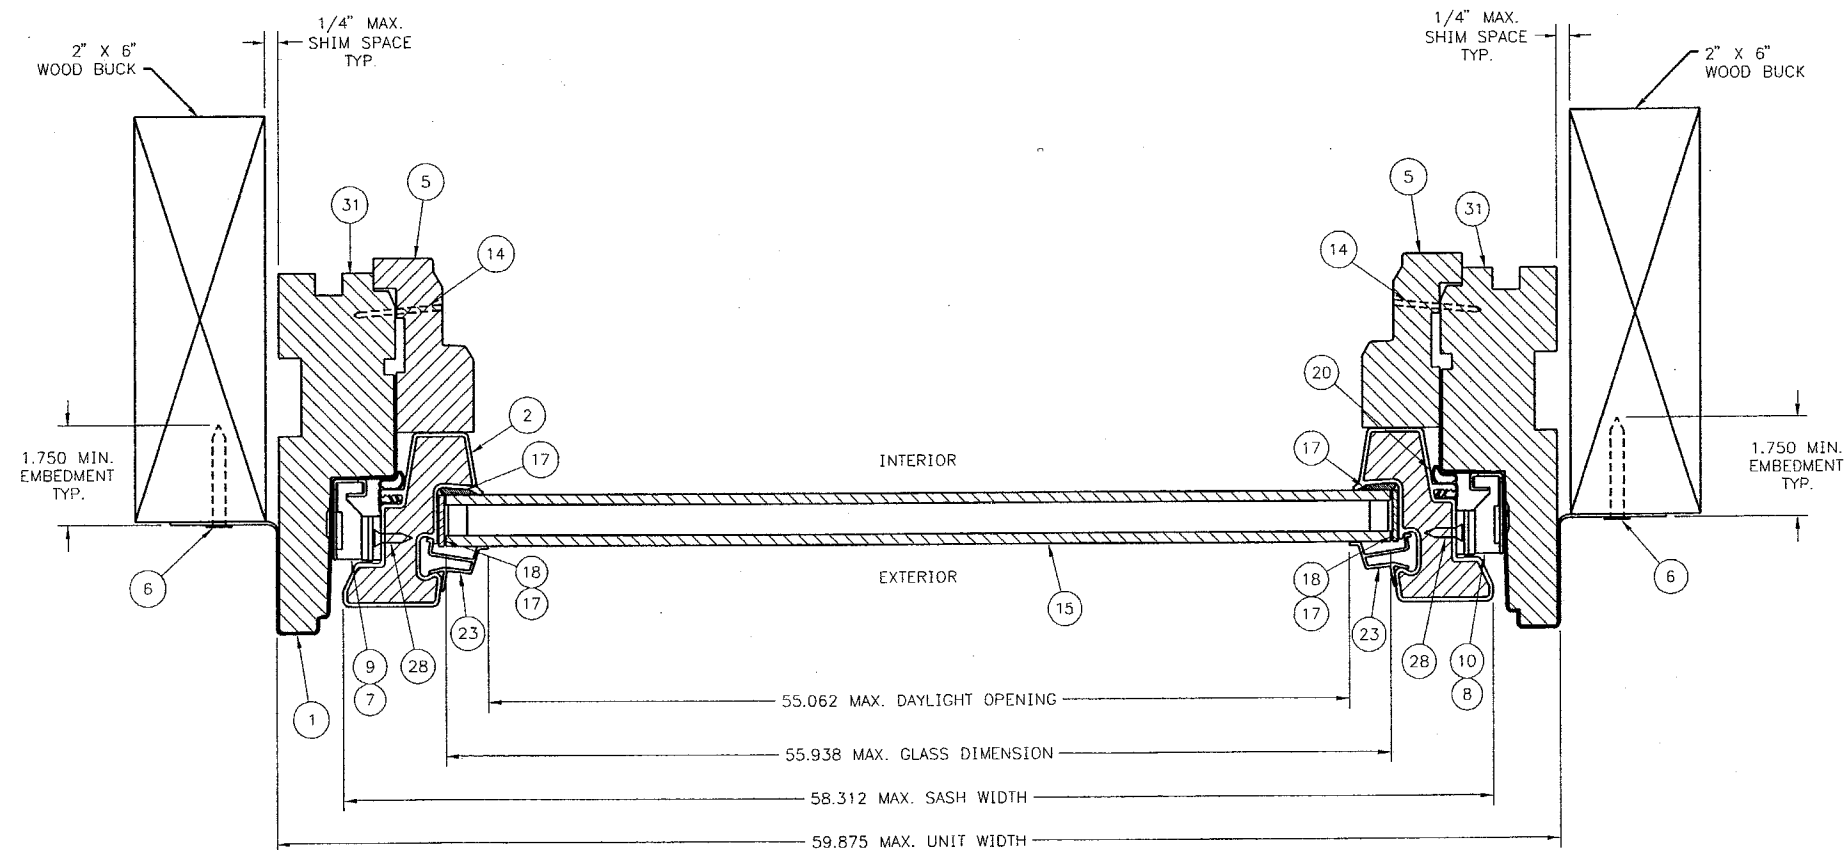 1/4" MAX.
SHIM SPACE
TYP.
1/4" MAX.
SHIM SPACE
TYP.
2" X 6"
WOOD BUCK
2" X 6"
WOOD BUCK
5
5
31
31
14
14
20
2
17
17
1.750 MIN.
EMBEDMENT
TYP.
1.750 MIN.
EMBEDMENT
TYP.
INTERIOR
EXTERIOR
6
18
17
18
17
6
15
23
23
9
7
28
28
10
8
1
55.062 MAX. DAYLIGHT OPENING
55.938 MAX. GLASS DIMENSION
58.312 MAX. SASH WIDTH
59.875 MAX. UNIT WIDTH